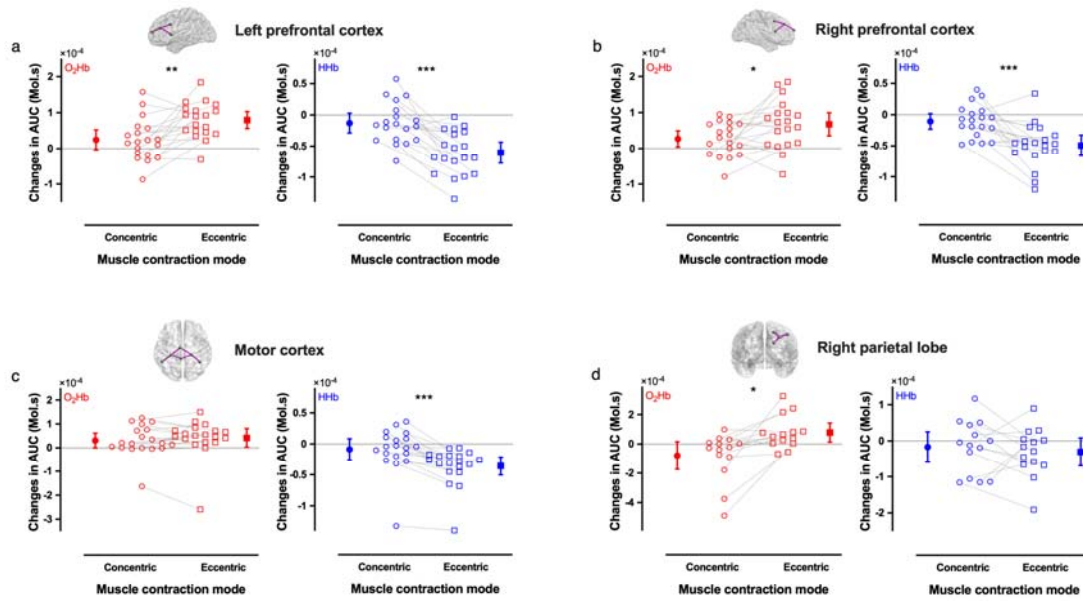 a
Left prefrontal cortex
×10⁻⁴
O₂Hb
**
Changes in AUC (Mol.s)
2
1
0
-1
Concentric Eccentric
Muscle contraction mode
×10⁻⁴
HHb
***
Changes in AUC (Mol.s)
0.5
0
-0.5
-1
Concentric Eccentric
Muscle contraction mode
b
Right prefrontal cortex
×10⁻⁴
O₂Hb
*
Changes in AUC (Mol.s)
2
1
0
-1
Concentric Eccentric
Muscle contraction mode
×10⁻⁴
HHb
***
Changes in AUC (Mol.s)
0.5
0
-0.5
-1
Concentric Eccentric
Muscle contraction mode
c
Motor cortex
×10⁻⁴
O₂Hb
Changes in AUC (Mol.s)
2
1
0
-1
-2
-3
Concentric Eccentric
Muscle contraction mode
×10⁻⁴
HHb
***
Changes in AUC (Mol.s)
0.5
0
-0.5
-1
Concentric Eccentric
Muscle contraction mode
d
Right parietal lobe
×10⁻⁴
O₂Hb
*
Changes in AUC (Mol.s)
2
0
-2
-4
Concentric Eccentric
Muscle contraction mode
×10⁻⁴
HHb
Changes in AUC (Mol.s)
1
0
-1
-2
Concentric Eccentric
Muscle contraction mode